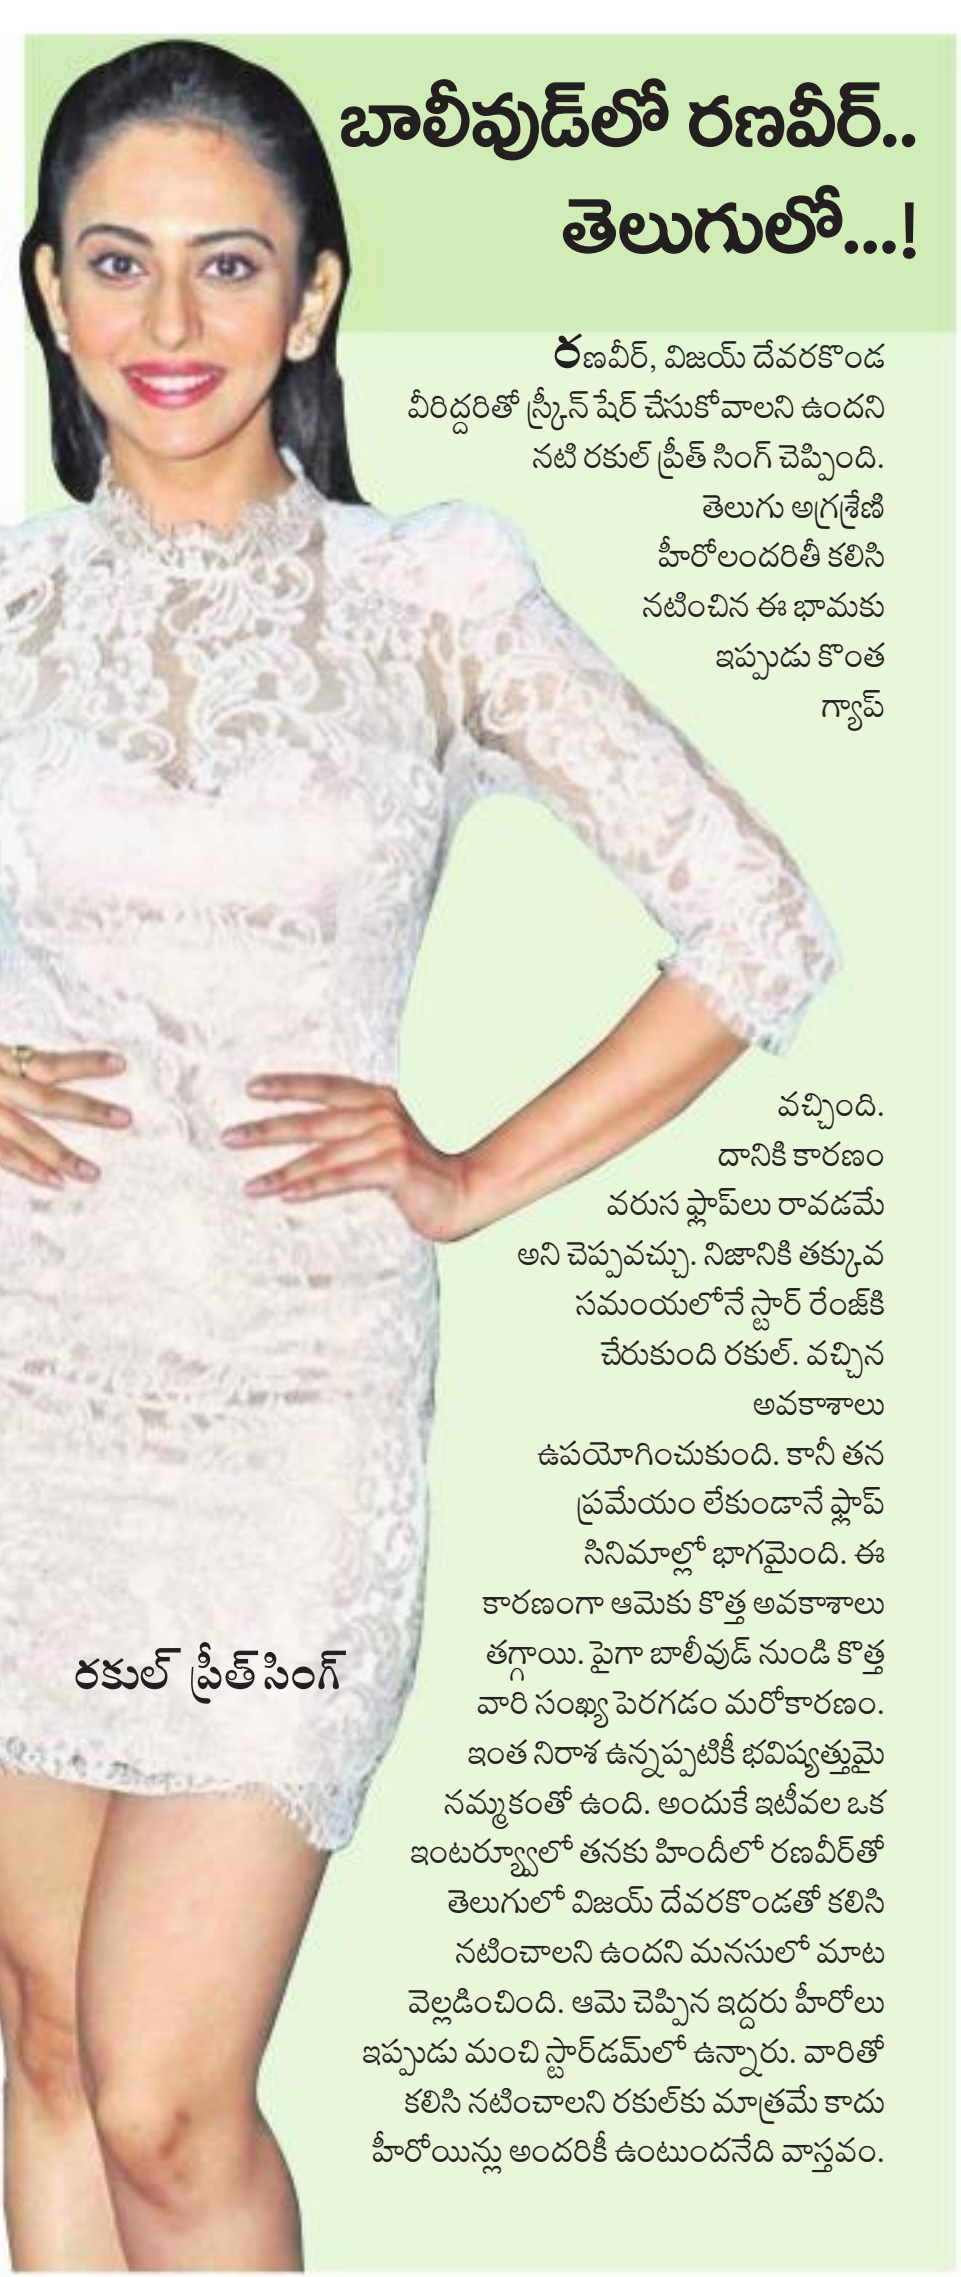 బాలీవుడ్‌లో రణవీర్..
తెలుగులో...!
రణవీర్, విజయ్ దేవరకొండ
వీరిద్దరితో స్క్రీన్ షేర్ చేసుకోవాలని ఉందని
నటి రకుల్ ప్రీత్ సింగ్ చెప్పింది.
తెలుగు అగ్రశ్రేణి
హీరోలందరితీ కలిసి
నటించిన ఈ భామకు
ఇప్పుడు కొంత
గ్యాప్
వచ్చింది.
దానికి కారణం
వరుస ఫ్లాప్‌లు రావడమే
అని చెప్పవచ్చు. నిజానికి తక్కువ
సమంయలోనే స్టార్ రేంజ్‌కి
చేరుకుంది రకుల్. వచ్చిన
అవకాశాలు
ఉపయోగించుకుంది. కానీ తన
ప్రమేయం లేకుండానే ఫ్లాప్
సినిమాల్లో భాగమైంది. ఈ
కారణంగా ఆమెకు కొత్త అవకాశాలు
తగ్గాయి. పైగా బాలీవుడ్ నుండి కొత్త
వారి సంఖ్య పెరగడం మరోకారణం.
ఇంత నిరాశ ఉన్నప్పటికీ భవిష్యత్తుమై
నమ్మకంతో ఉంది. అందుకే ఇటీవల ఒక
ఇంటర్వ్యూలో తనకు హిందీలో రణవీర్‌తో
తెలుగులో విజయ్ దేవరకొండతో కలిసి
నటించాలని ఉందని మనసులో మాట
వెల్లడించింది. ఆమె చెప్పిన ఇద్దరు హీరోలు
ఇప్పుడు మంచి స్టార్‌డమ్‌లో ఉన్నారు. వారితో
కలిసి నటించాలని రకుల్‌కు మాత్రమే కాదు
హీరోయిన్లు అందరికీ ఉంటుందనేది వాస్తవం.
రకుల్ ప్రీత్ సింగ్